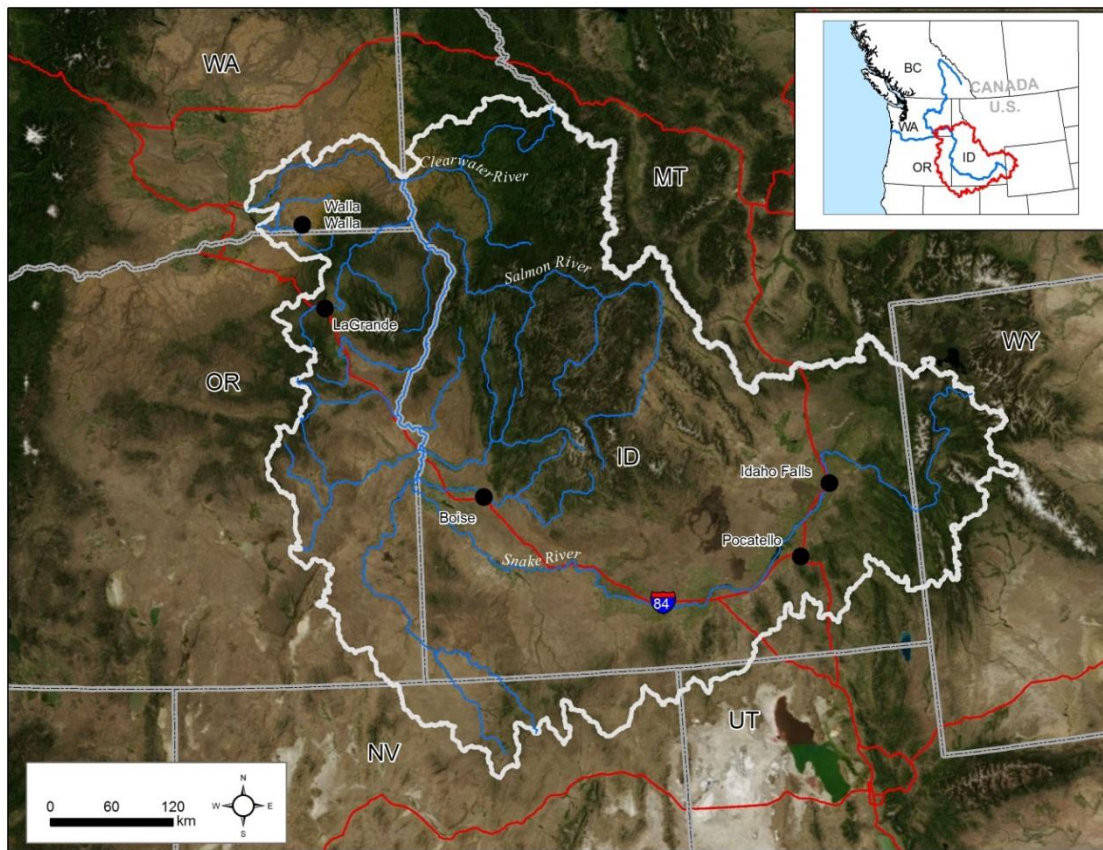 WA
Clearwater River
MT
Walla
Walla
Salmon River
LaGrande
WY
OR
ID
Idaho Falls
Boise
Pocatello
Snake River
84
NV
UT
0 60 120
km
N
W E
S
BC
CANADA
U.S.
WA
OR
ID